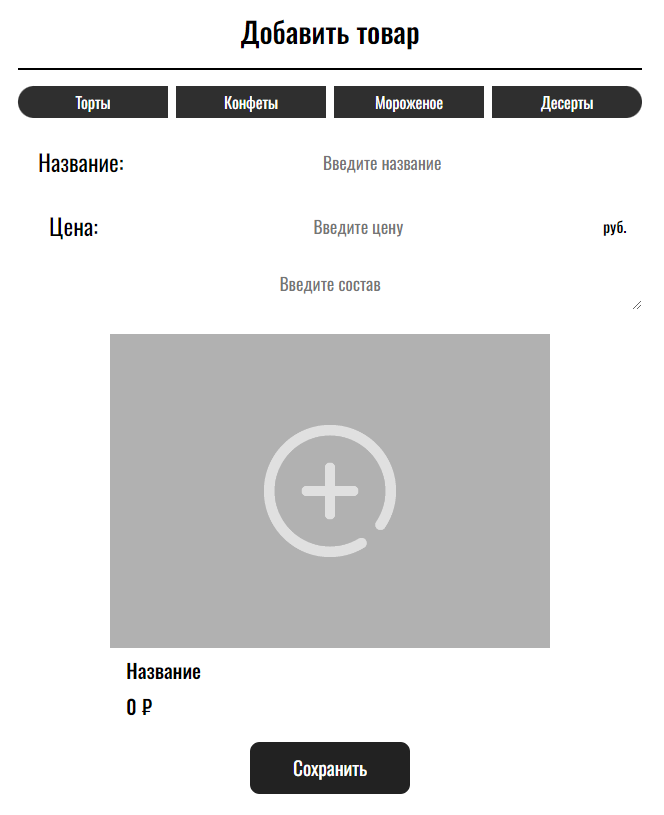 Добавить товар
Торты Конфеты Мороженое Десерты
Название: Введите название
Цена: Введите цену руб.
Введите состав
Название
0 ₽
Сохранить